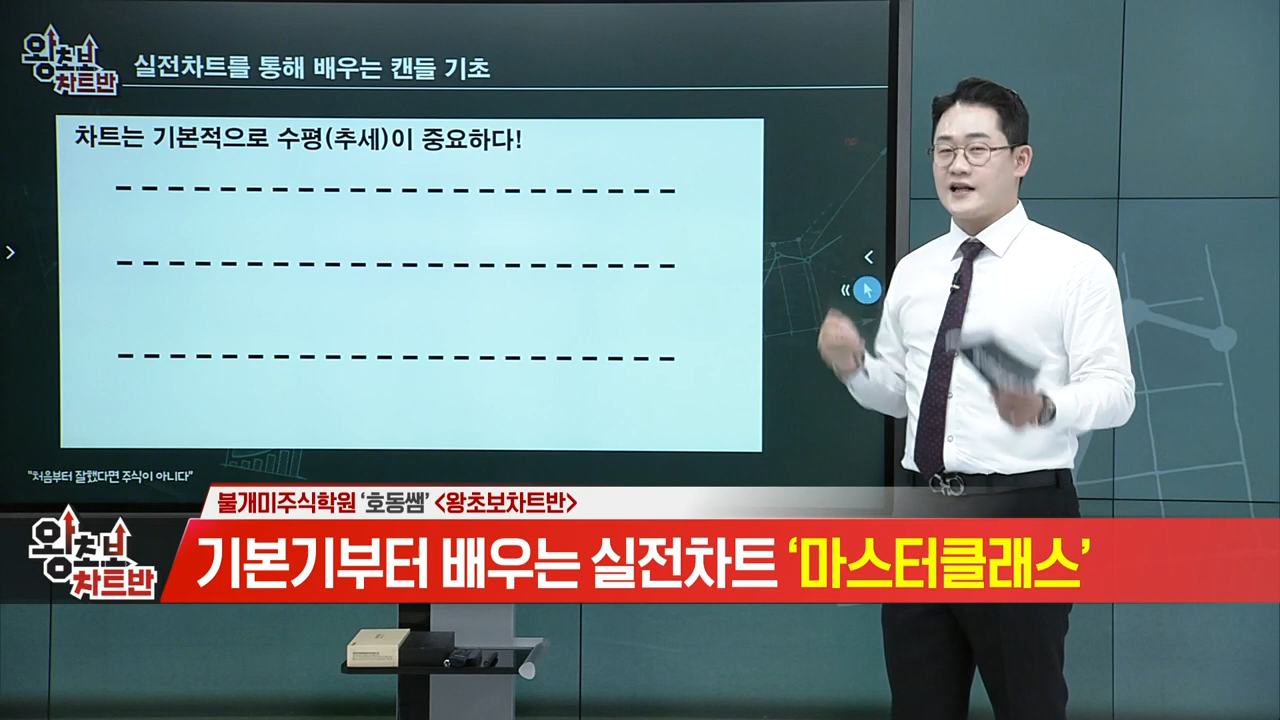 왕초보
차트반
실전차트를 통해 배우는 캔들 기초
차트는 기본적으로 수평(추세)이 중요하다!
"처음부터 잘했다면 주식이 아니다"
불개미주식학원 '호동쌤' <왕초보차트반>
왕초보
차트반
기본기부터 배우는 실전차트 '마스터클래스'